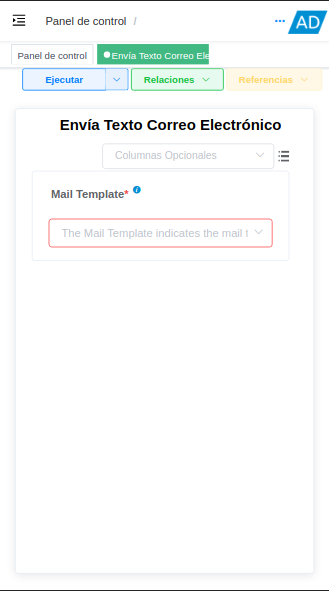 Panel de control /
AD
Panel de control
Envía Texto Correo Ele
Ejecutar
Relaciones
Referencias
Envía Texto Correo Electrónico
Columnas Opcionales
Mail Template*
The Mail Template indicates the mail t